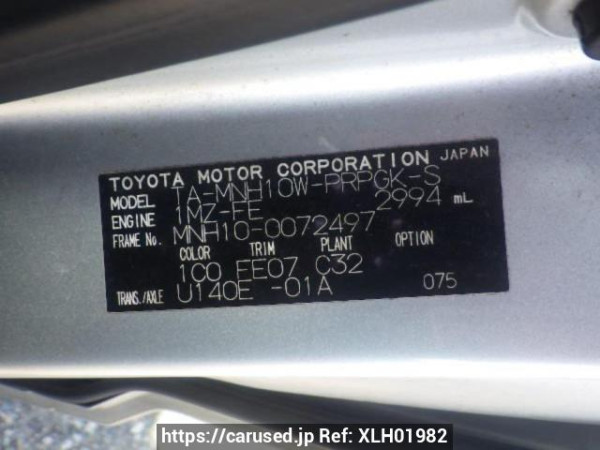 TOYOTA MOTOR CORPORATION JAPAN
MODEL TA-MNH10W-PRPGK-S
ENGINE 1MZ-FE 2994 mL
FRAME No. MNH10-0072497
COLOR TRIM PLANT OPTION
1C0 FE07 C32
TRANS./AXLE U140E -01A 075
https://carused.jp Ref: XLH01982